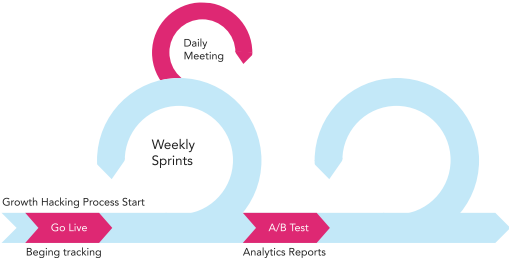 Daily
Meeting
Weekly
Sprints
Growth Hacking Process Start
Go Live
A/B Test
Beging tracking
Analytics Reports